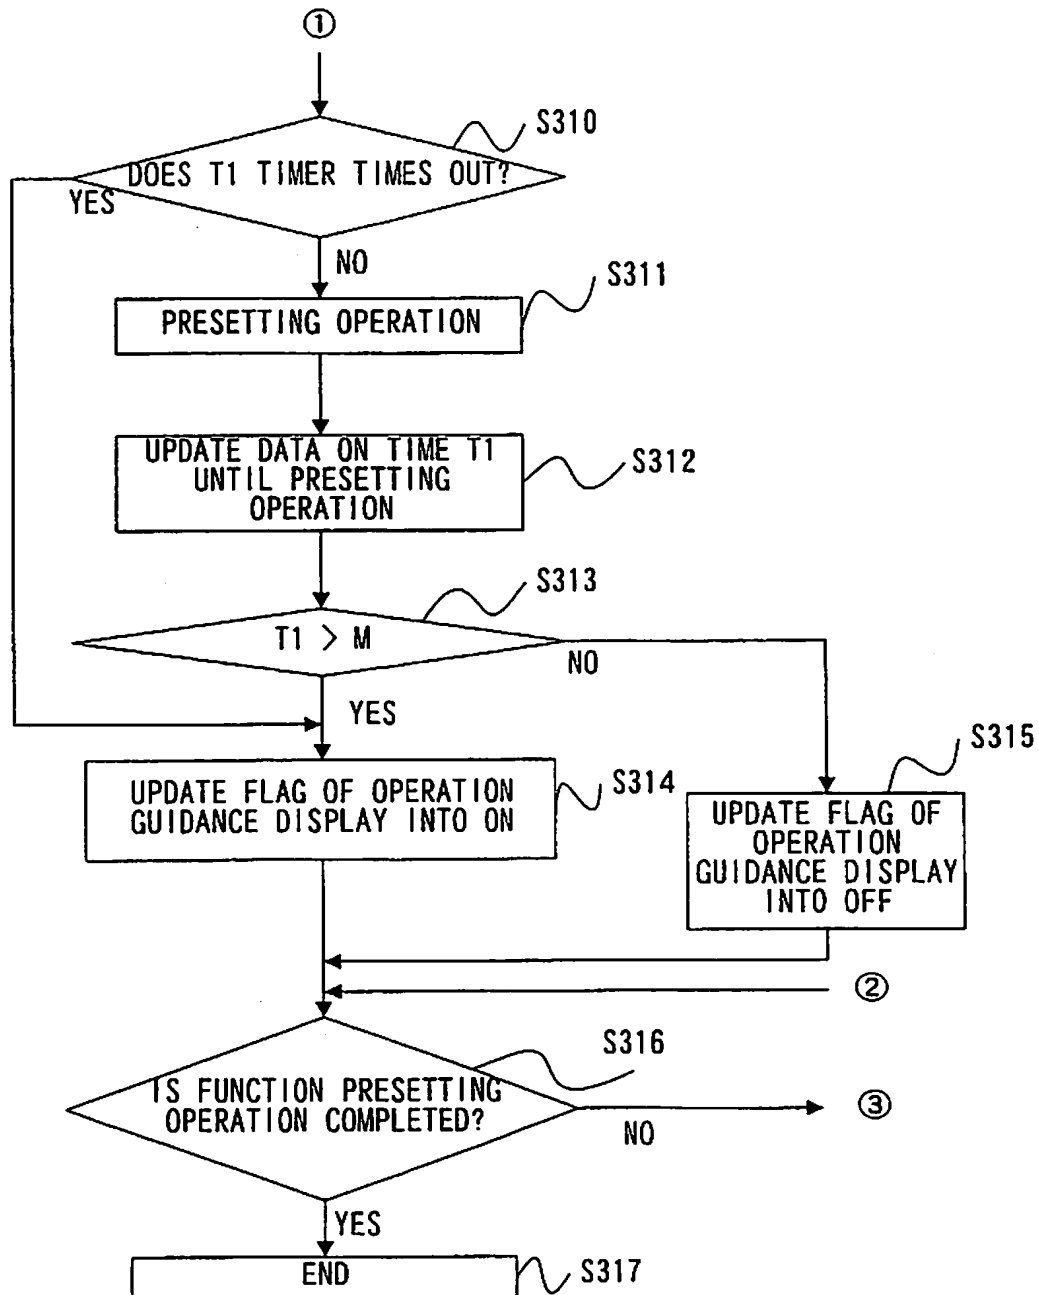 ①
S310
DOES T1 TIMER TIMES OUT?
YES
NO
S311
PRESETTING OPERATION
UPDATE DATA ON TIME T1
UNTIL PRESETTING
OPERATION
S312
S313
T1 > M
NO
YES
S315
S314
UPDATE FLAG OF OPERATION
GUIDANCE DISPLAY INTO ON
UPDATE FLAG OF
OPERATION
GUIDANCE DISPLAY
INTO OFF
②
S316
IS FUNCTION PRESETTING
OPERATION COMPLETED?
③
NO
YES
END
S317